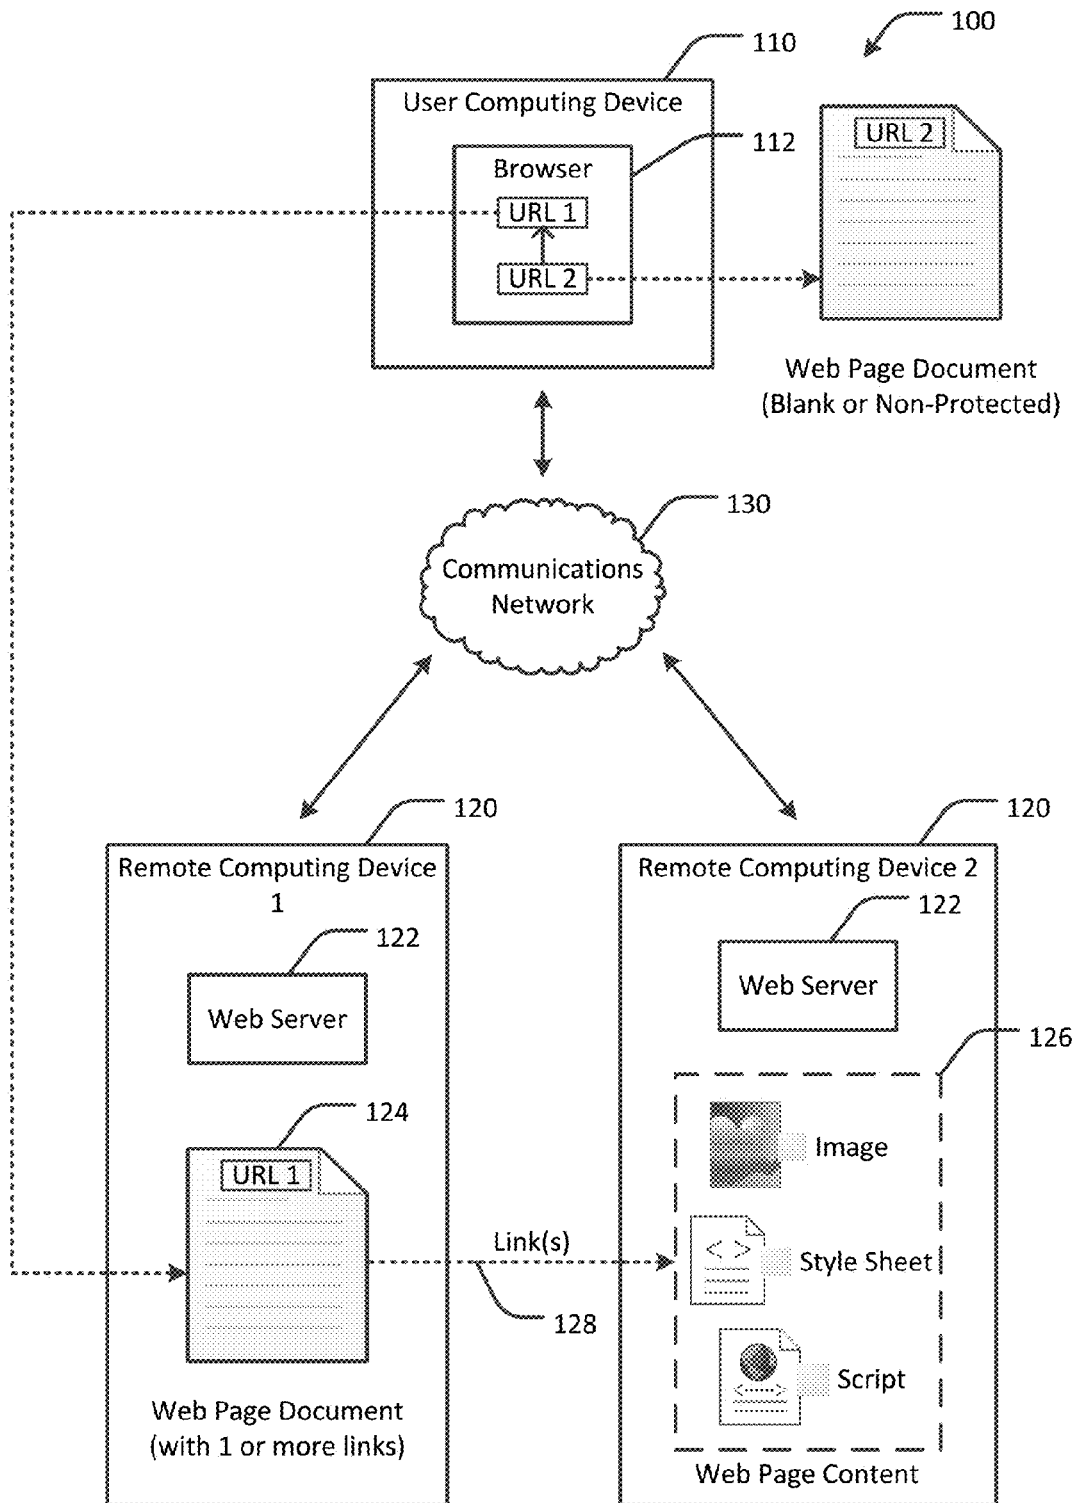 100
110
User Computing Device
112
Browser
URL 1
URL 2
URL 2
Web Page Document
(Blank or Non-Protected)
130
Communications
Network
120
Remote Computing Device
1
122
Web Server
124
URL 1
Web Page Document
(with 1 or more links)
Link(s)
128
120
Remote Computing Device 2
122
Web Server
126
Image
Style Sheet
Script
Web Page Content